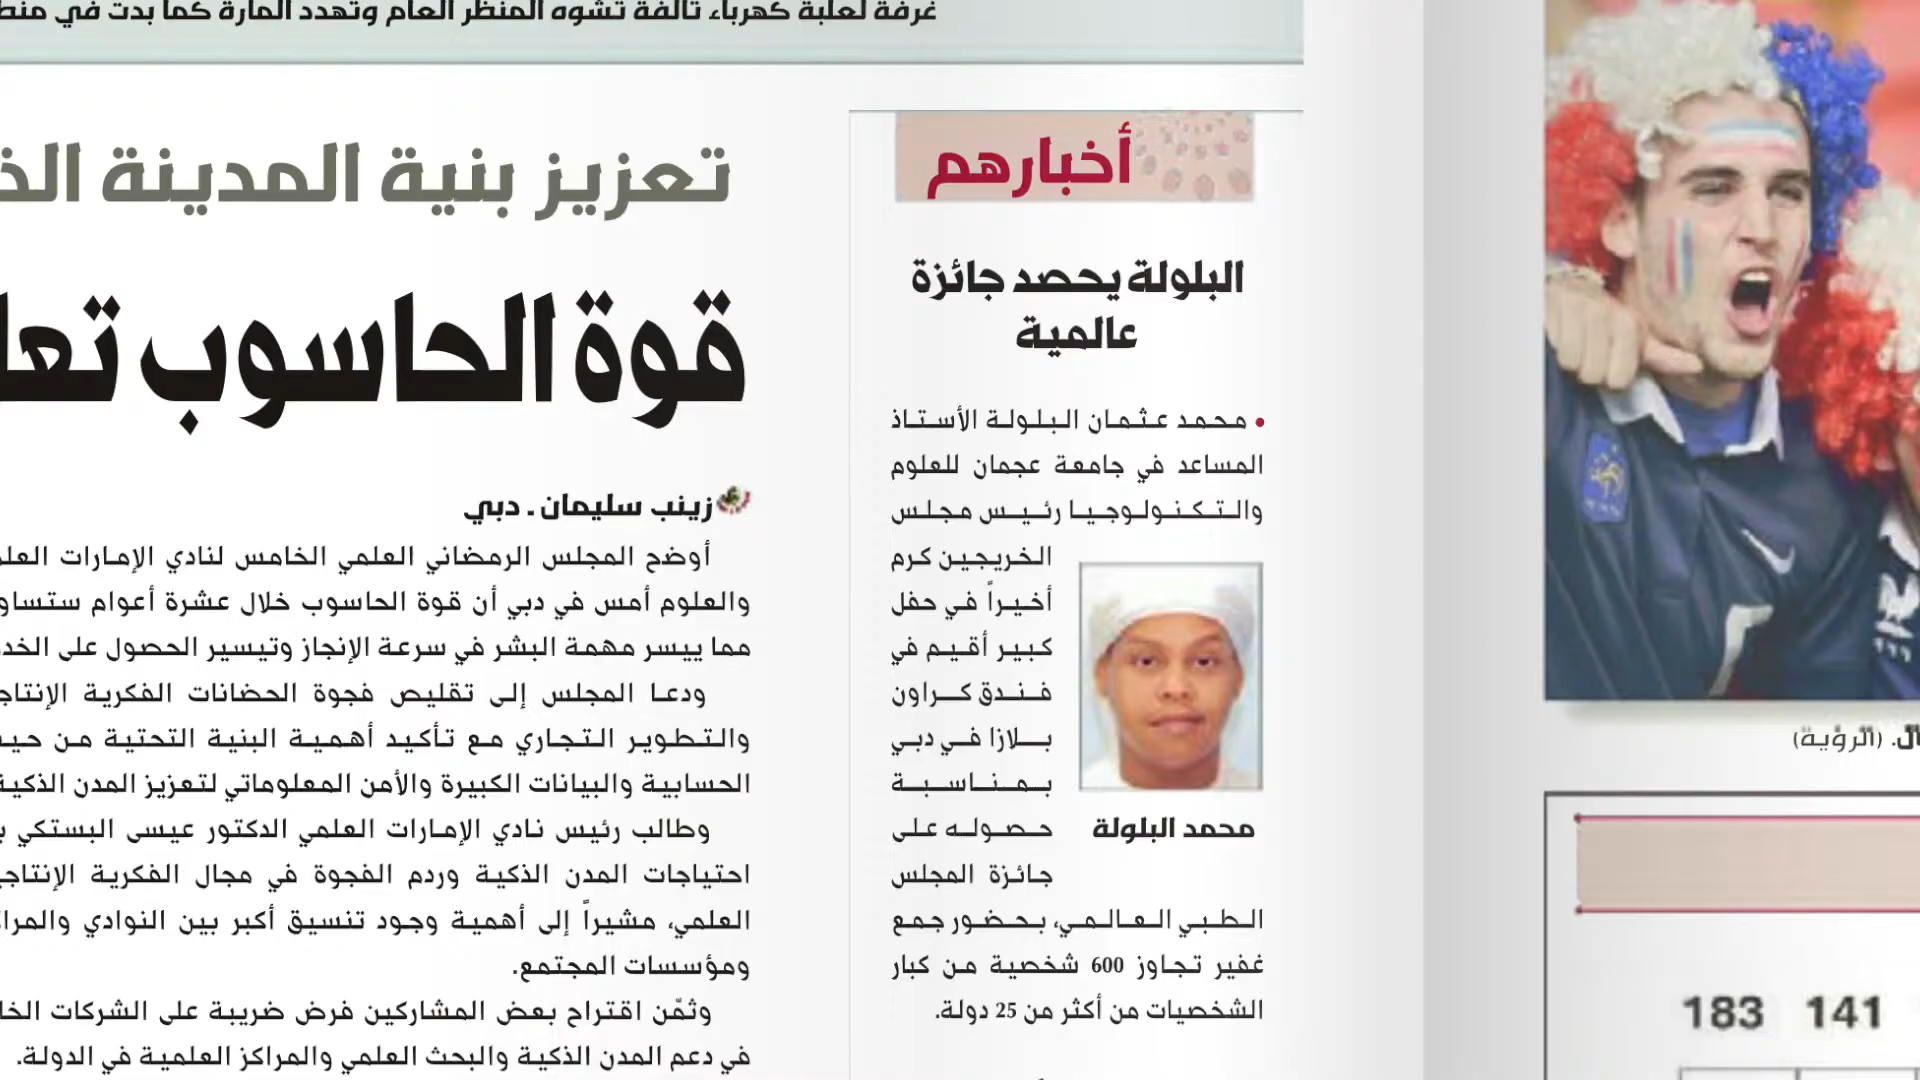 غرفة لعلبة كهرباء تالفة تشوه المنظر العام وتهدد المارة كما بدت في
أخبارهم
البلولة يحصد جائزة
عالمية
• محمد عثمان البلولة الأستاذ
المساعد في جامعة عجمان للعلوم
والتكنولوجيا رئيس مجلس
الخريجين كرم
أخيراً في حفل
كبير أقيم في
فندق كراون
بلازا في دبي
بمناسبة
حصوله على
جائزة المجلس
الطبي العالمي، بحضور جمع
غفير تجاوز 600 شخصية من كبار
الشخصيات من أكثر من 25 دولة.
محمد البلولة
تعزيز بنية المدينة
قوة الحاسوب
زينب سليمان ـ دبي
أوضح المجلس الرمضاني العلمي الخامس لنادي الإمارات
والعلوم أمس في دبي أن قوة الحاسوب خلال عشرة أعوام
مما ييسر مهمة البشر في سرعة الإنجاز وتيسير الحصول على
ودعا المجلس إلى تقليص فجوة الحضانات الفكرية
والتطوير التجاري مع تأكيد أهمية البنية التحتية من
الحسابية والبيانات الكبيرة والأمن المعلوماتي لتعزيز المدن الذكية
وطالب رئيس نادي الإمارات العلمي الدكتور عيسى البستكي
احتياجات المدن الذكية وردم الفجوة في مجال الفكرية
العلمي، مشيراً إلى أهمية وجود تنسيق أكبر بين النوادي
ومؤسسات المجتمع.
وثمّن اقتراح بعض المشاركين فرض ضريبة على الشركات
في دعم المدن الذكية والبحث العلمي والمراكز العلمية في الدولة.
(الرؤية)
183 141